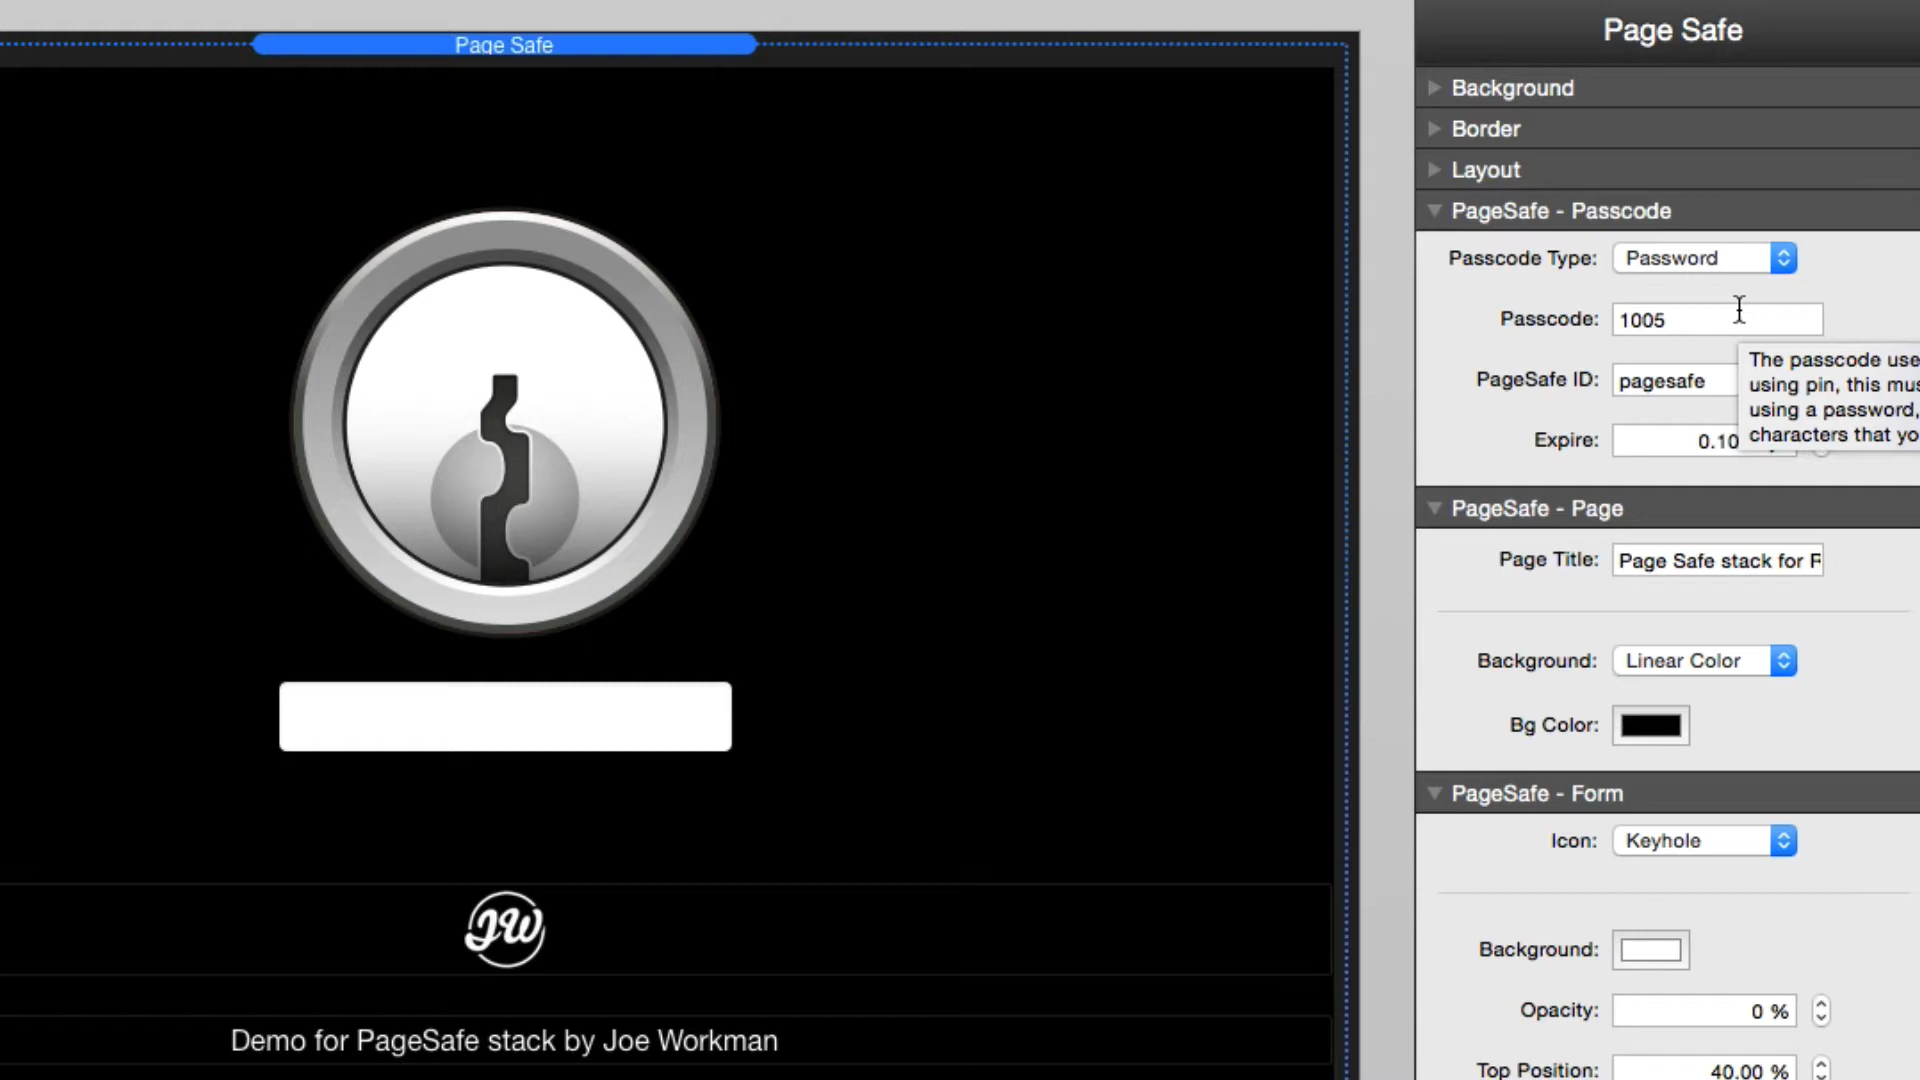 Page Safe
JW
Demo for PageSafe stack by Joe Workman
Page Safe
Background
Border
Layout
PageSafe - Passcode
Passcode Type: Password
Passcode: 1005
The passcode use
using pin, this mus
using a password,
characters that yo
PageSafe ID: pagesafe
Expire: 0.10
PageSafe - Page
Page Title: Page Safe stack for F
Background: Linear Color
Bg Color:
PageSafe - Form
Icon: Keyhole
Background:
Opacity: 0 %
Top Position: 40.00 %